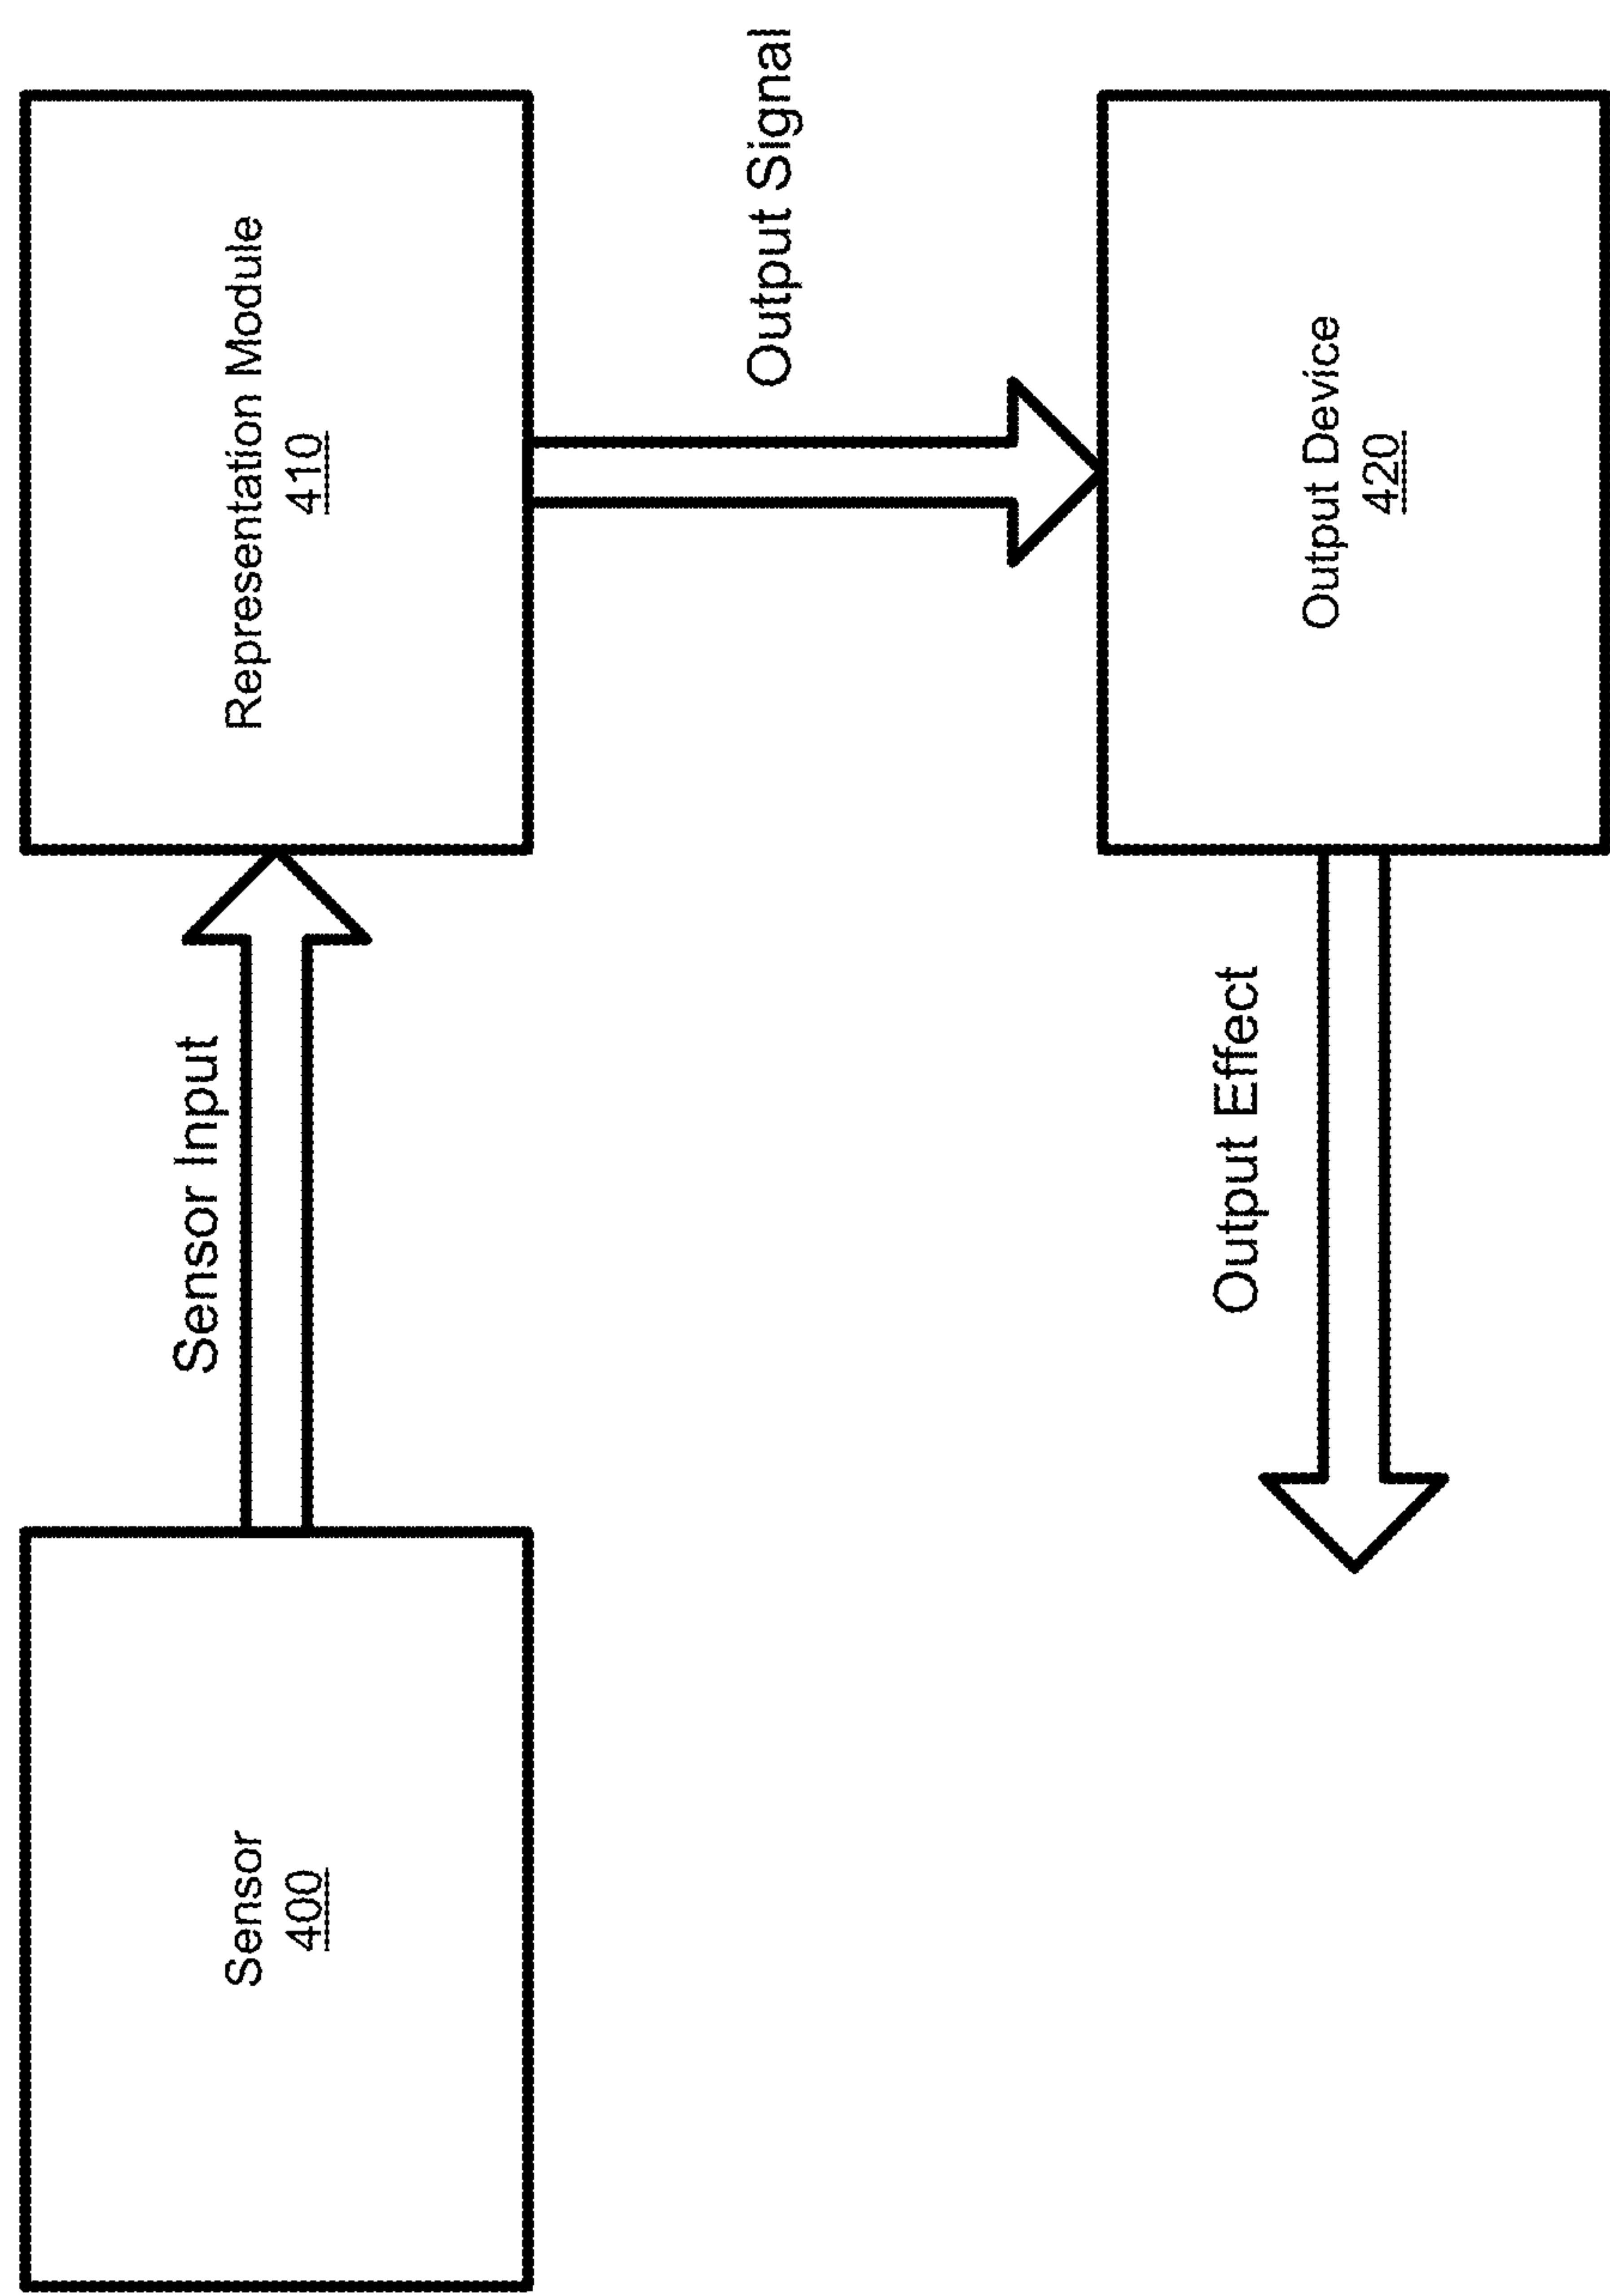 Sensor
400
Sensor Input
Representation Module
410
Output Signal
Output Device
420
Output Effect